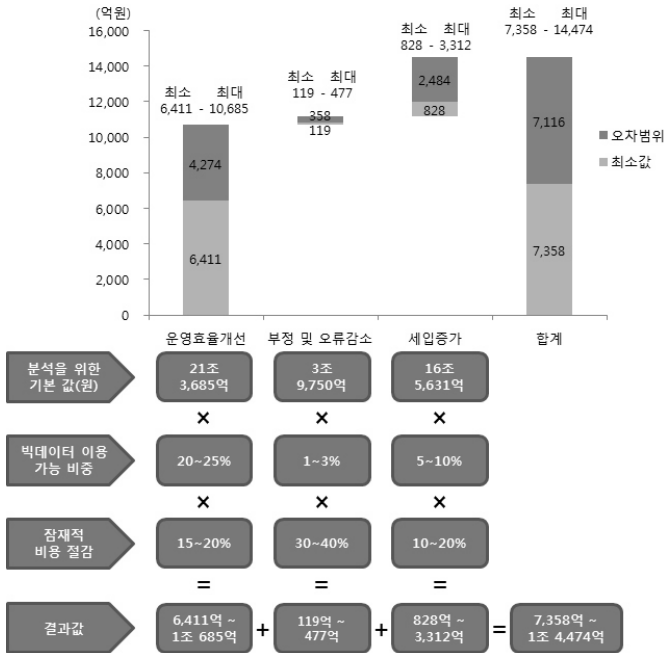 (억원)
16,000
14,000
12,000
10,000
8,000
6,000
4,000
2,000
0
최소 최대
6,411 - 10,685
4,274
6,411
최소 최대
119 - 477
358
119
최소 최대
828 - 3,312
2,484
828
최소 최대
7,358 - 14,474
7,116
7,358
■ 오차범위
■ 최소값
운영효율개선 부정 및 오류감소 세입증가 합계
분석을 위한
기본 값(원)
21조
3,685억
3조
9,750억
16조
5,631억
× × ×
빅데이터 이용
가능 비중
20~25% 1~3% 5~10%
× × ×
잠재적
비용 절감
15~20% 30~40% 10~20%
= = =
결과값
6,411억 ~
1조 685억
+
119억 ~
477억
+
828억 ~
3,312억
=
7,358억 ~
1조 4,474억